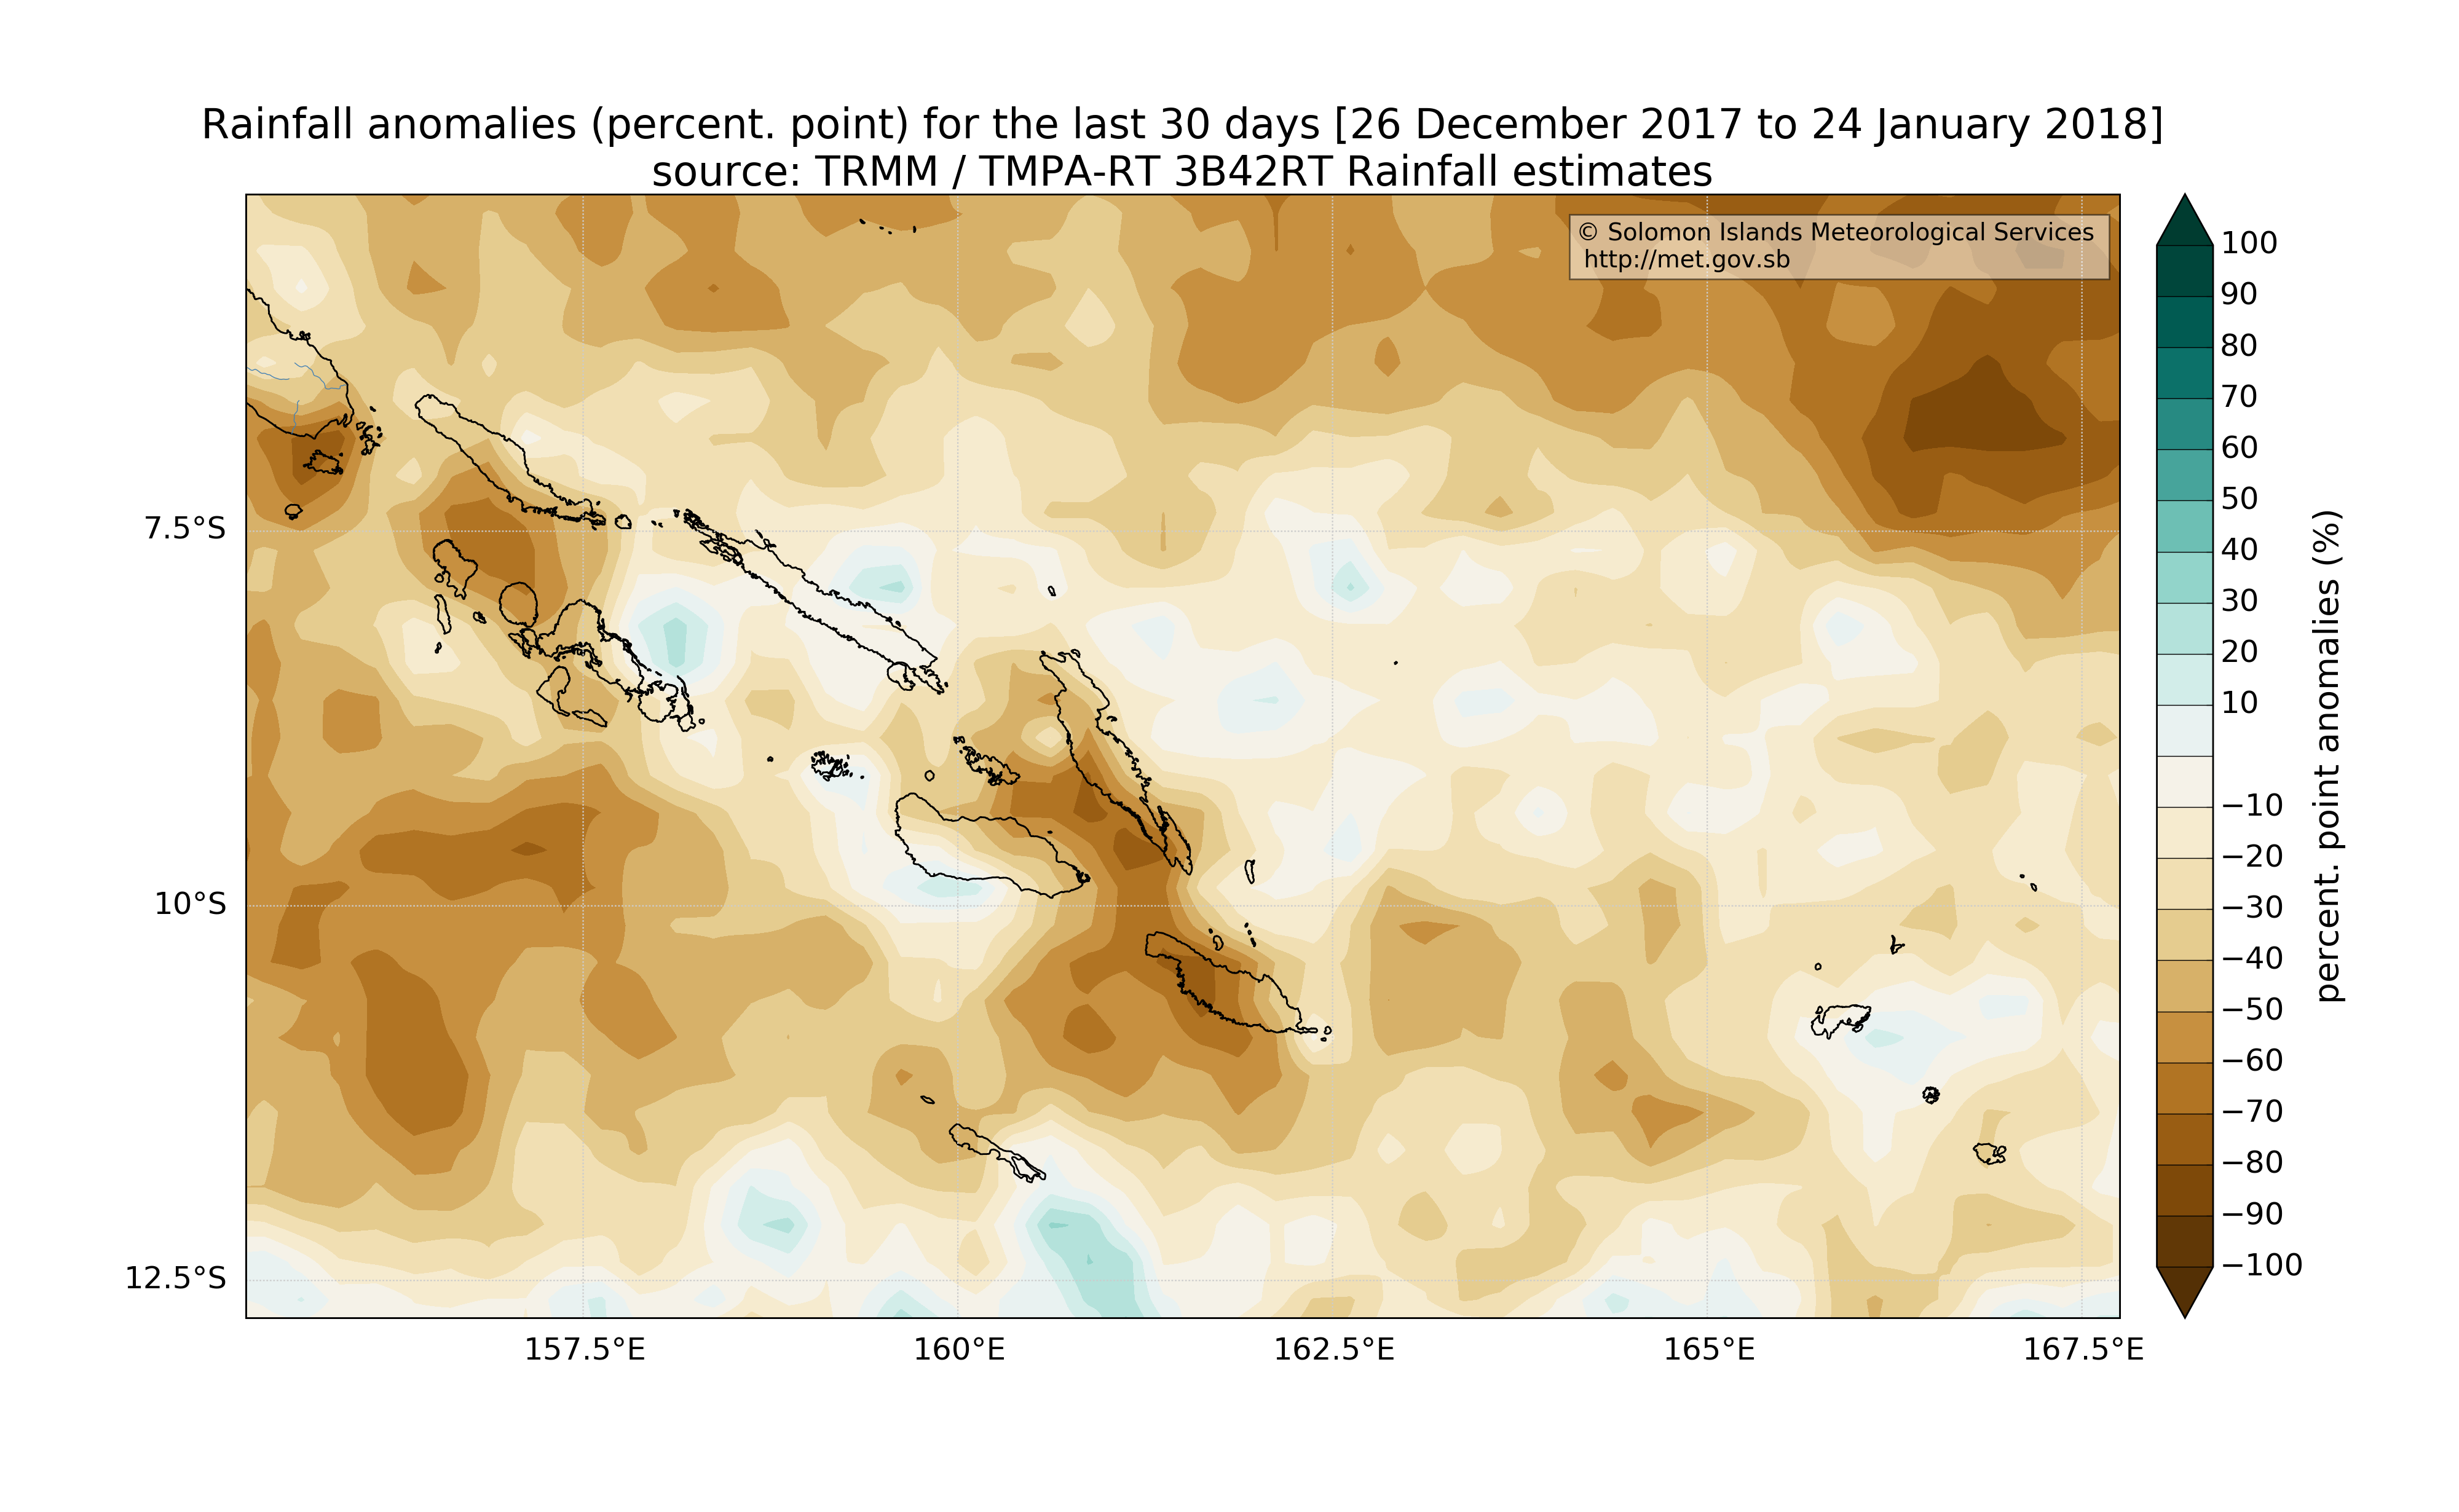 Rainfall anomalies (percent. point) for the last 30 days [26 December 2017 to 24 January 2018]
source: TRMM / TMPA-RT 3B42RT Rainfall estimates
© Solomon Islands Meteorological Services
http://met.gov.sb
7.5°S
10°S
12.5°S
157.5°E
160°E
162.5°E
165°E
167.5°E
100
90
80
70
60
50
40
30
20
10
−10
−20
−30
−40
−50
−60
−70
−80
−90
−100
percent. point anomalies (%)